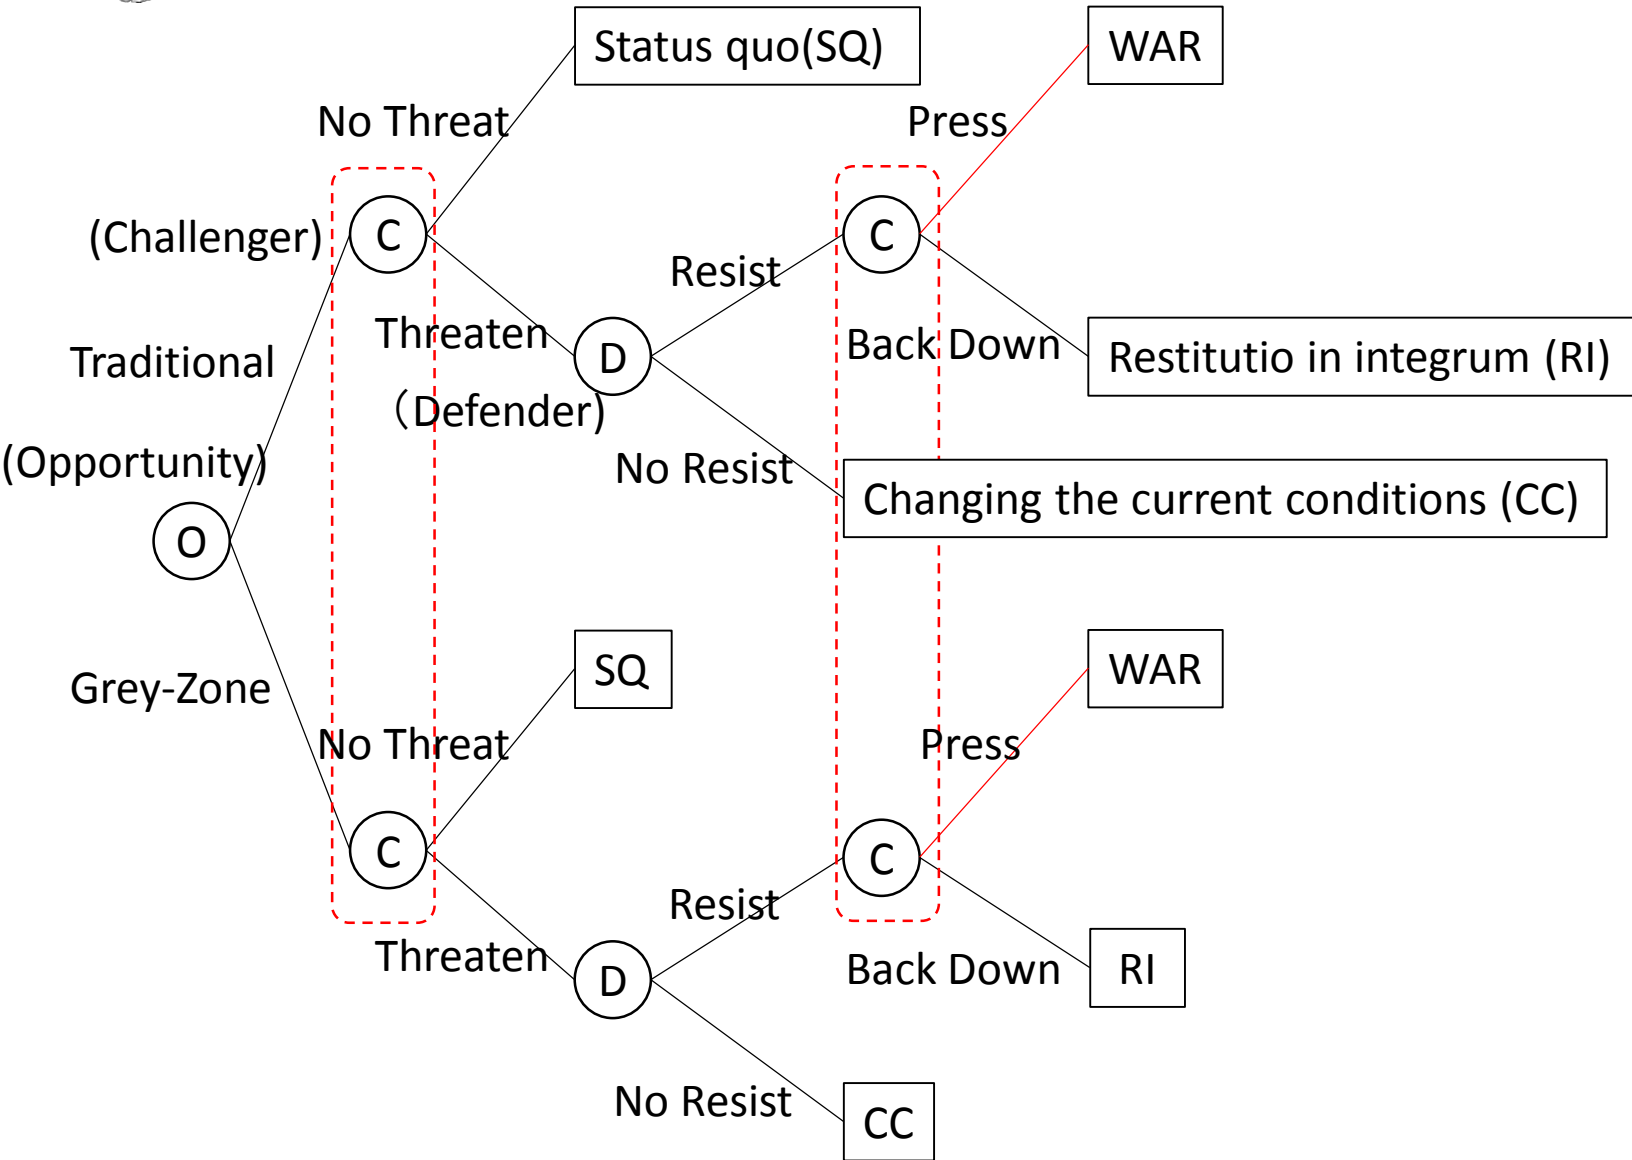 Status quo(SQ)
WAR
No Threat
Press
(Challenger)
C
C
Resist
Threaten
Back Down
Traditional
D
Restitutio in integrum (RI)
（Defender)
(Opportunity)
No Resist
Changing the current conditions (CC)
O
SQ
WAR
Grey-Zone
No Threat
Press
C
C
Resist
Threaten
Back Down
RI
D
No Resist
CC